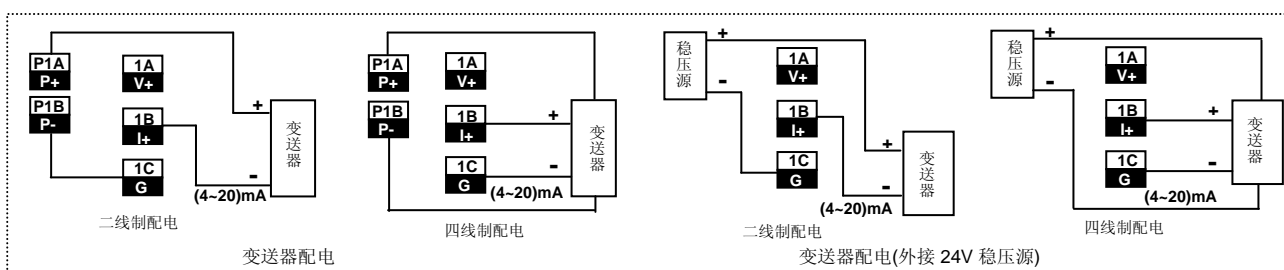 P1A
P+
P1B
P-
1A
V+
1B
I+
1C
G
+
-
变送器
(4~20)mA
二线制配电
P1A
P+
P1B
P-
1A
V+
1B
I+
1C
G
+
-
变送器
(4~20)mA
四线制配电
变送器配电
稳压源
+
-
1A
V+
1B
I+
1C
G
+
-
变送器
(4~20)mA
二线制配电
稳压源
+
-
1A
V+
1B
I+
1C
G
+
-
变送器
(4~20)mA
四线制配电
变送器配电(外接 24V 稳压源)